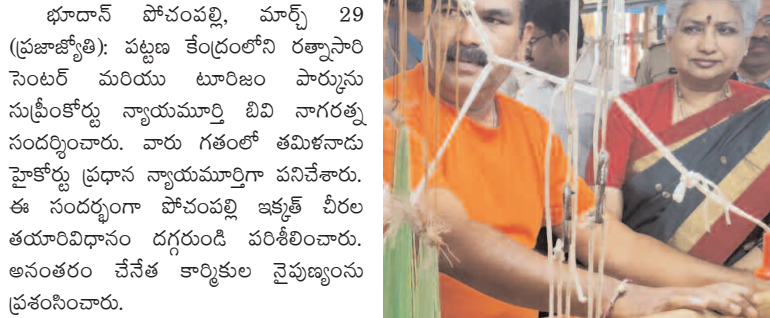 భూదాన్ పోచంపల్లి, మార్చ్ 29
(ప్రజాజ్యోతి): పట్టణ కేంద్రంలోని రత్నాసారి
సెంటర్ మరియు టూరిజం పార్కును
సుప్రీంకోర్టు న్యాయమూర్తి బివి నాగరత్న
సందర్శించారు. వారు గతంలో తమిళనాడు
హైకోర్టు ప్రధాన న్యాయమూర్తిగా పనిచేశారు.
ఈ సందర్భంగా పోచంపల్లి ఇక్కత్ చీరల
తయారివిధానం దగ్గరుండి పరిశీలించారు.
అనంతరం చేనేత కార్మికుల నైపుణ్యంను
ప్రశంసించారు.